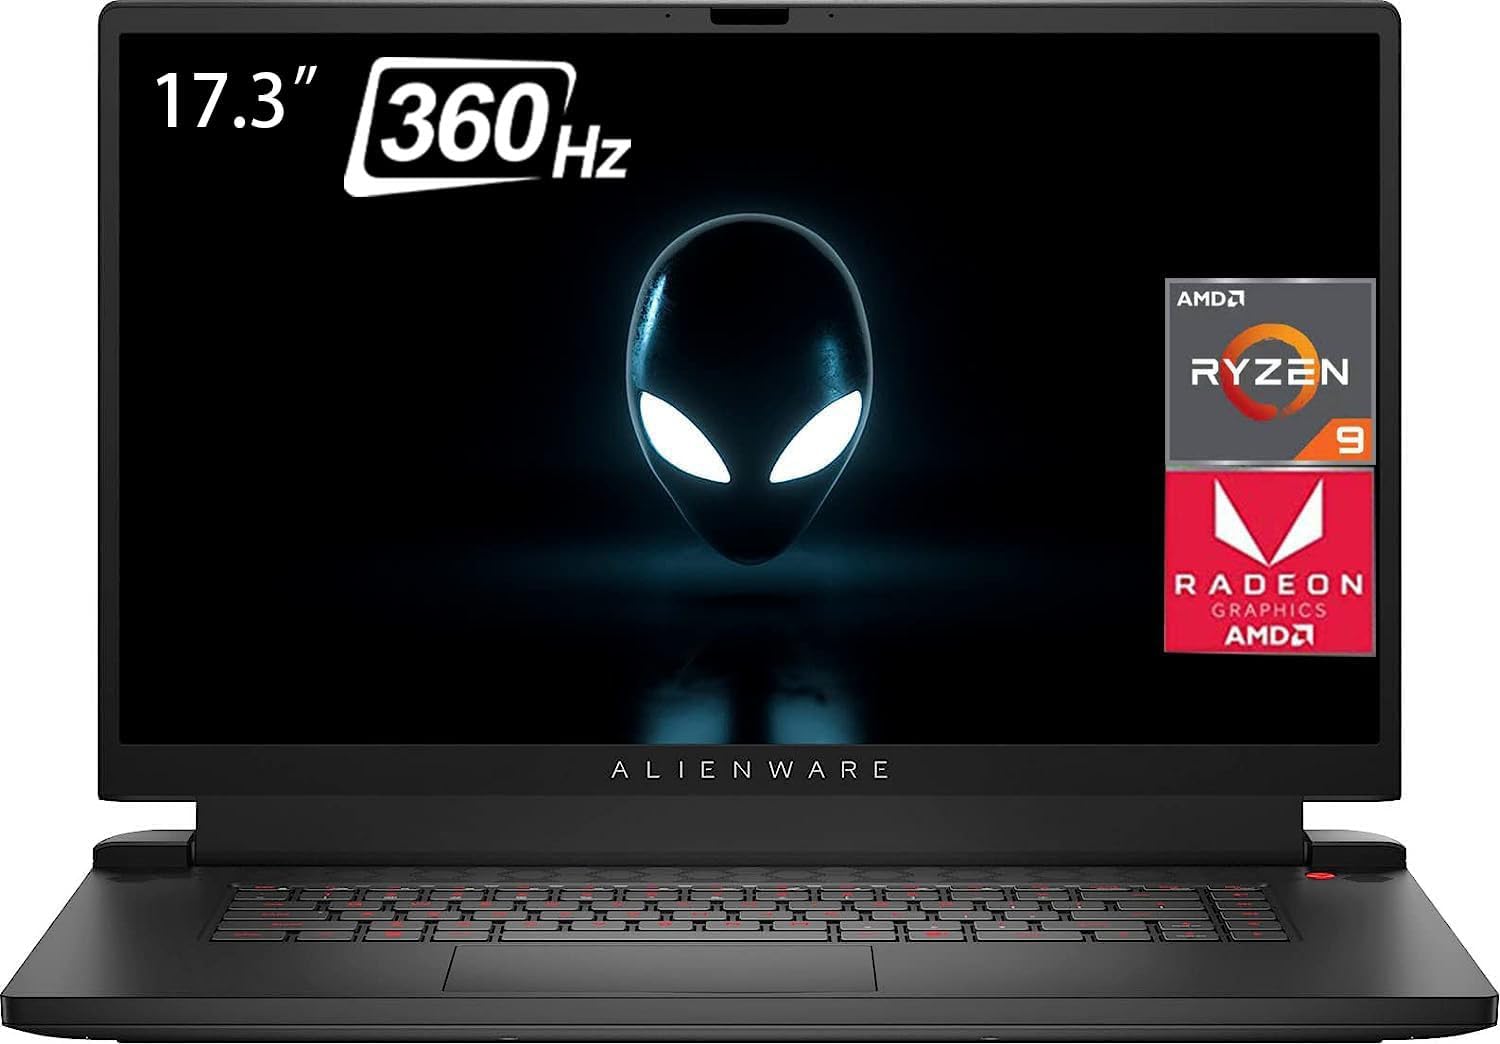 17.3”
360Hz
AMD
RYZEN
9
RADEON
GRAPHICS
AMD
ALIENWARE